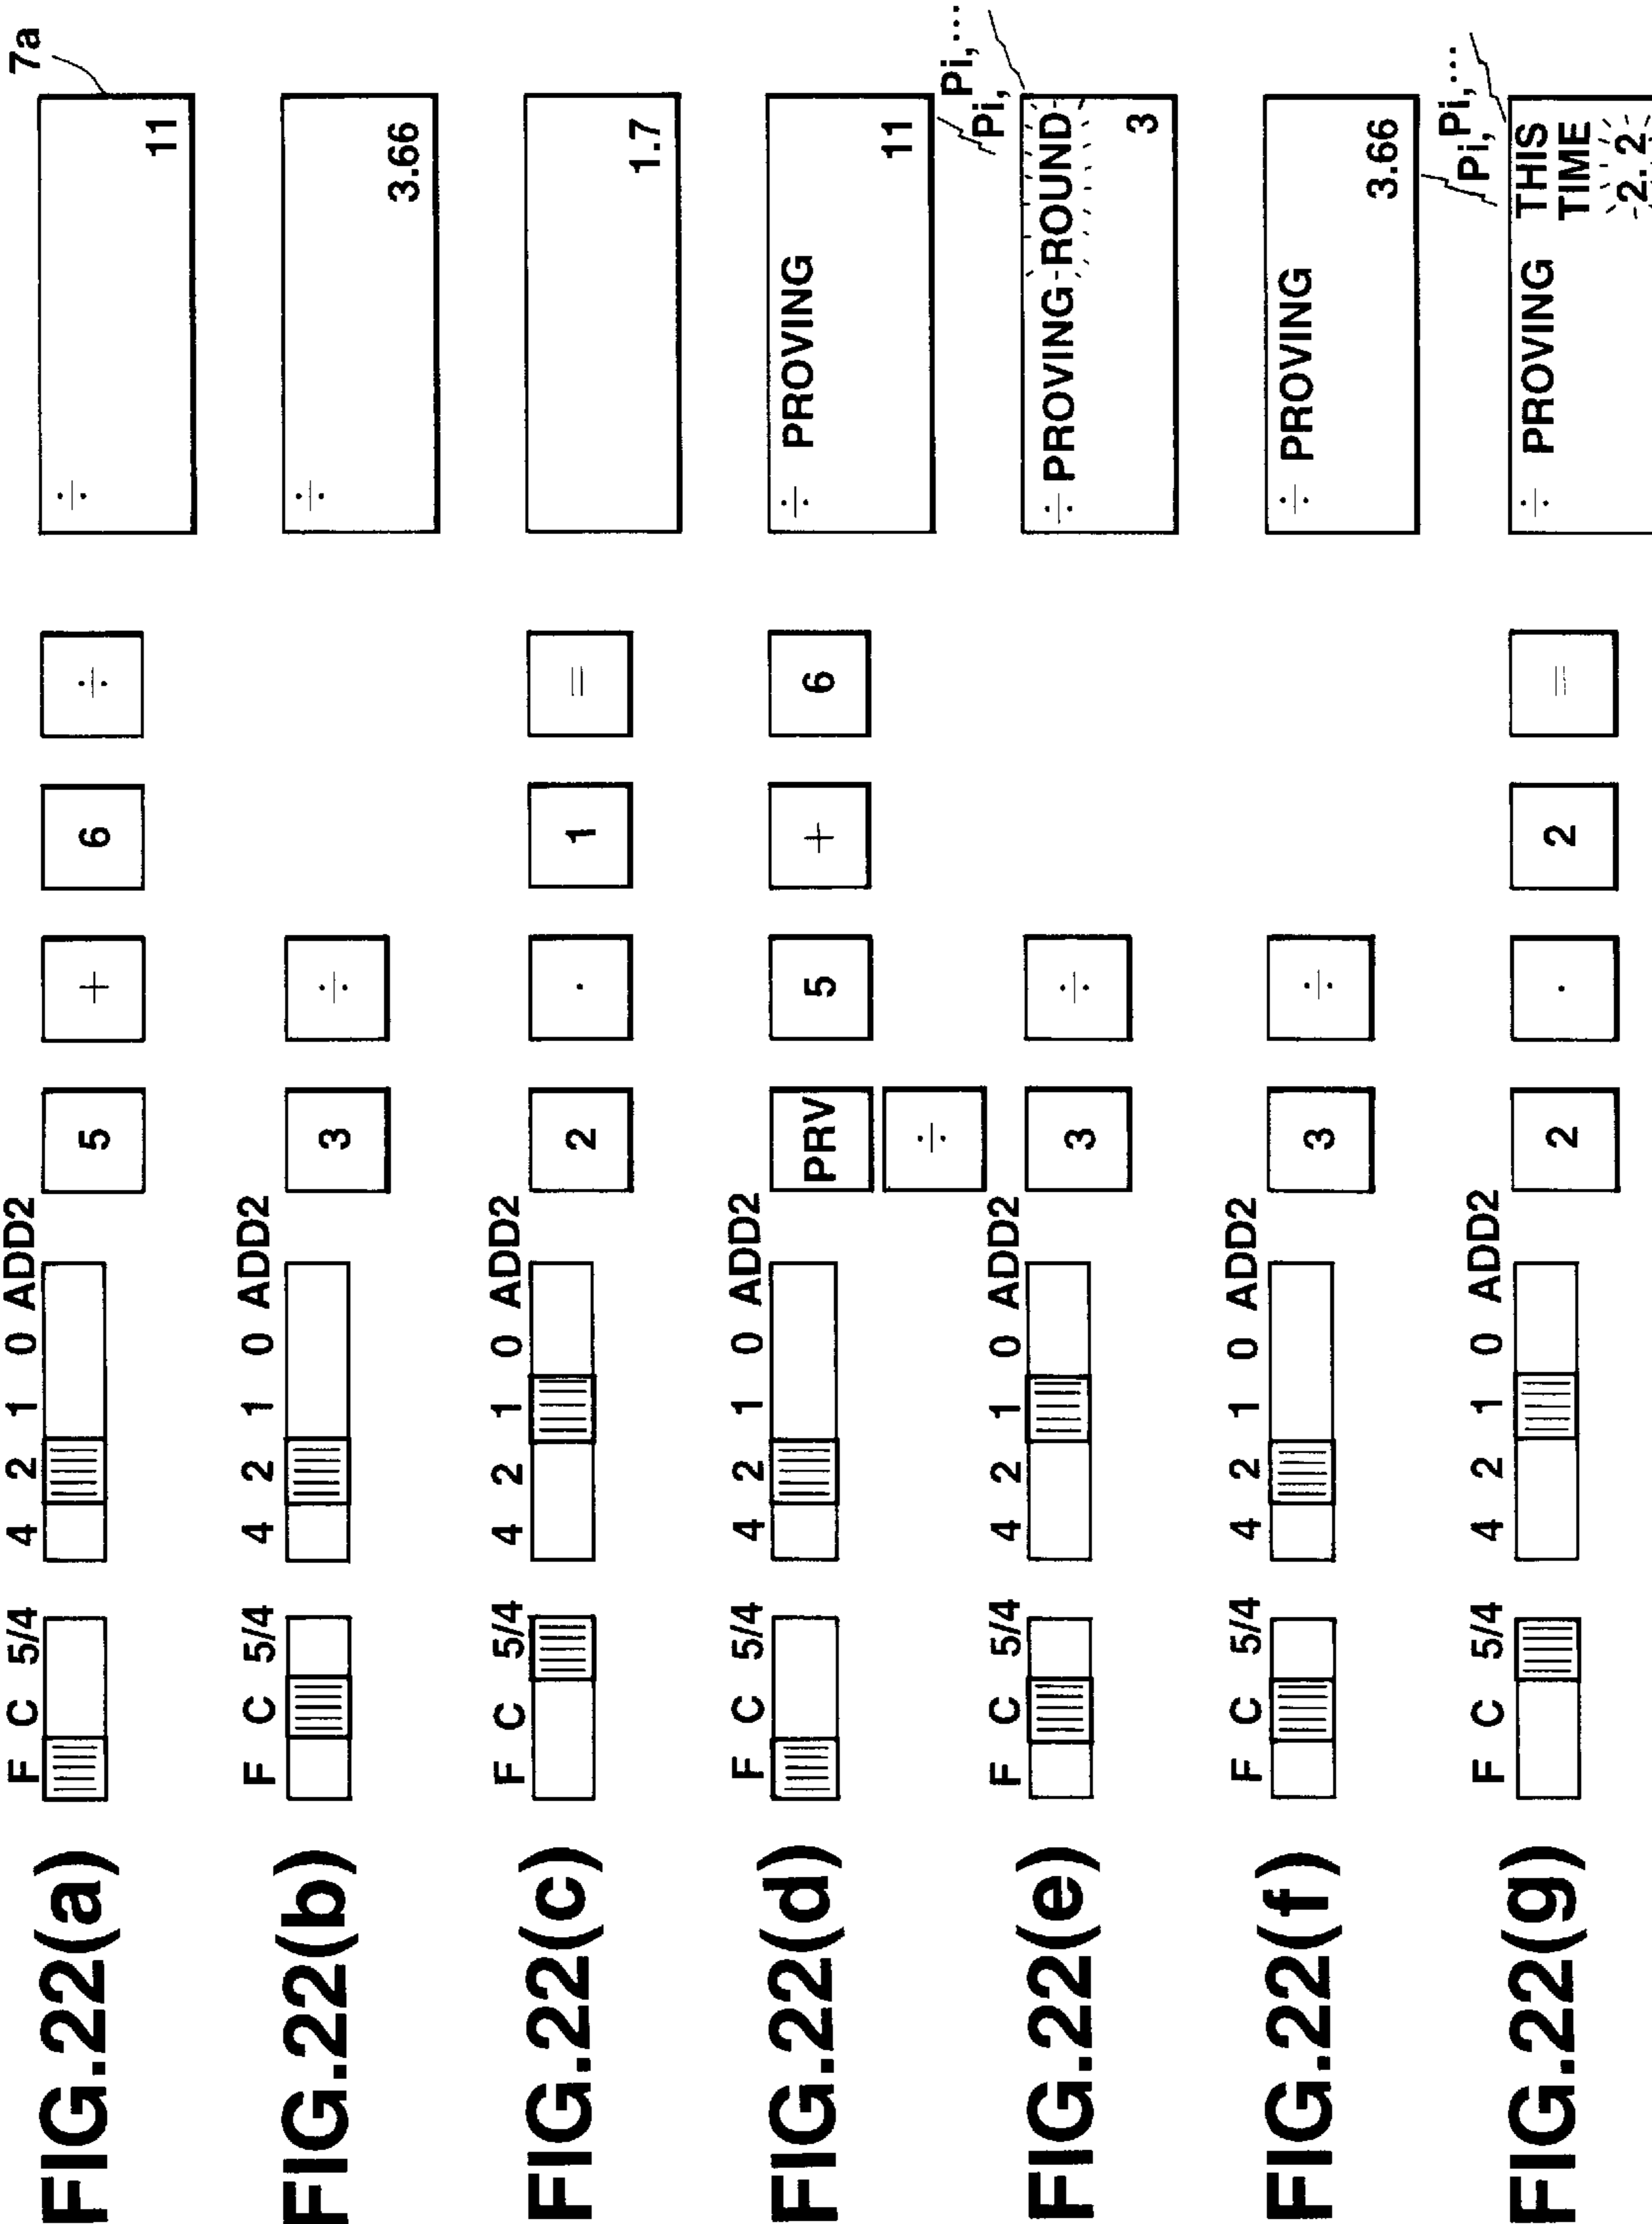 7a
FIG.22(a)
F C 5/4
4 2 1 0 ADD2
5 + 6 ÷
÷
11
FIG.22(b)
F C 5/4
4 2 1 0 ADD2
3 ÷
÷
3.66
FIG.22(c)
F C 5/4
4 2 1 0 ADD2
2 . 1 =
1.7
FIG.22(d)
F C 5/4
4 2 1 0 ADD2
PRV 5 + 6
÷
÷ PROVING
11
Pi, Pi,...
FIG.22(e)
F C 5/4
4 2 1 0 ADD2
3 ÷
÷ PROVING ROUND
3
FIG.22(f)
F C 5/4
4 2 1 0 ADD2
3 ÷
÷ PROVING
3.66
Pi, Pi,...
FIG.22(g)
F C 5/4
4 2 1 0 ADD2
2 . 2 =
÷ PROVING THIS
TIME
2.2